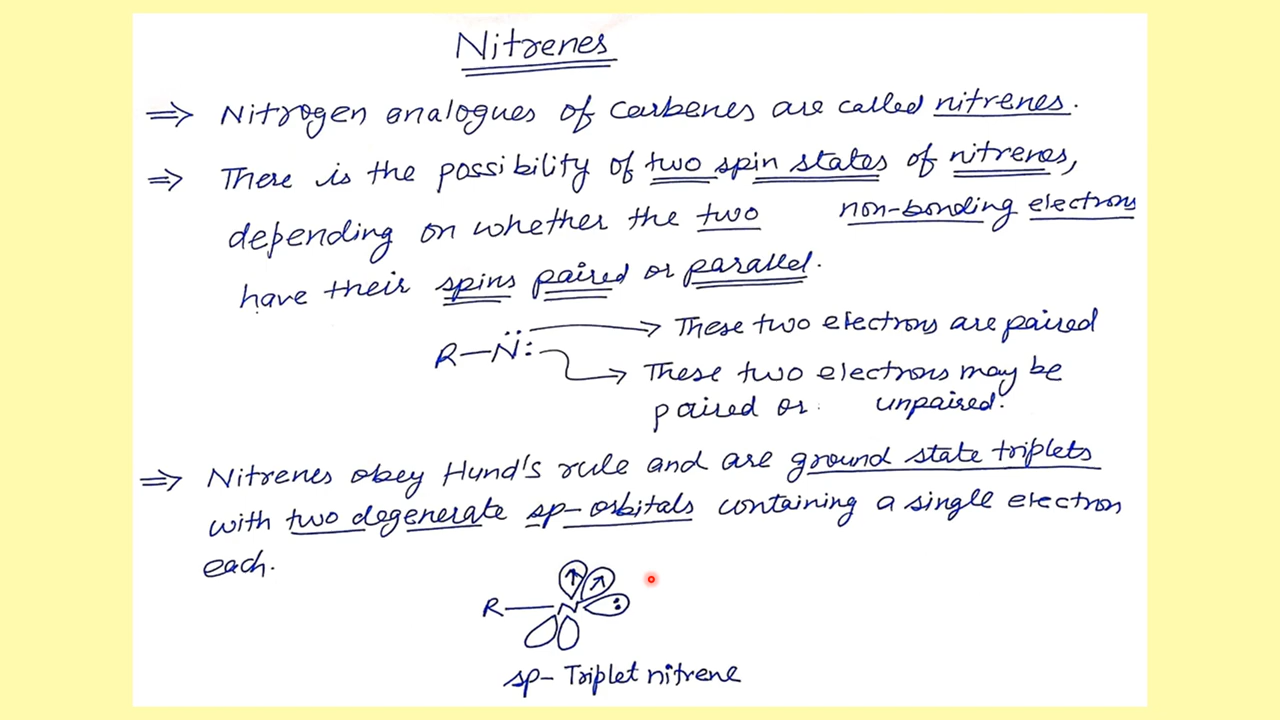 Nitrenes
⇒ Nitrogen analogues of carbenes are called nitrenes.
⇒ There is the possibility of two spin states of nitrenes,
depending on whether the two non-bonding electrons
have their spins paired or parallel.
R–N̈: → These two electrons are paired
→ These two electrons may be
paired or unpaired.
⇒ Nitrenes obey Hund's rule and are ground state triplets
with two degenerate sp-orbitals containing a single electron
each.
R–N
sp- Triplet nitrene